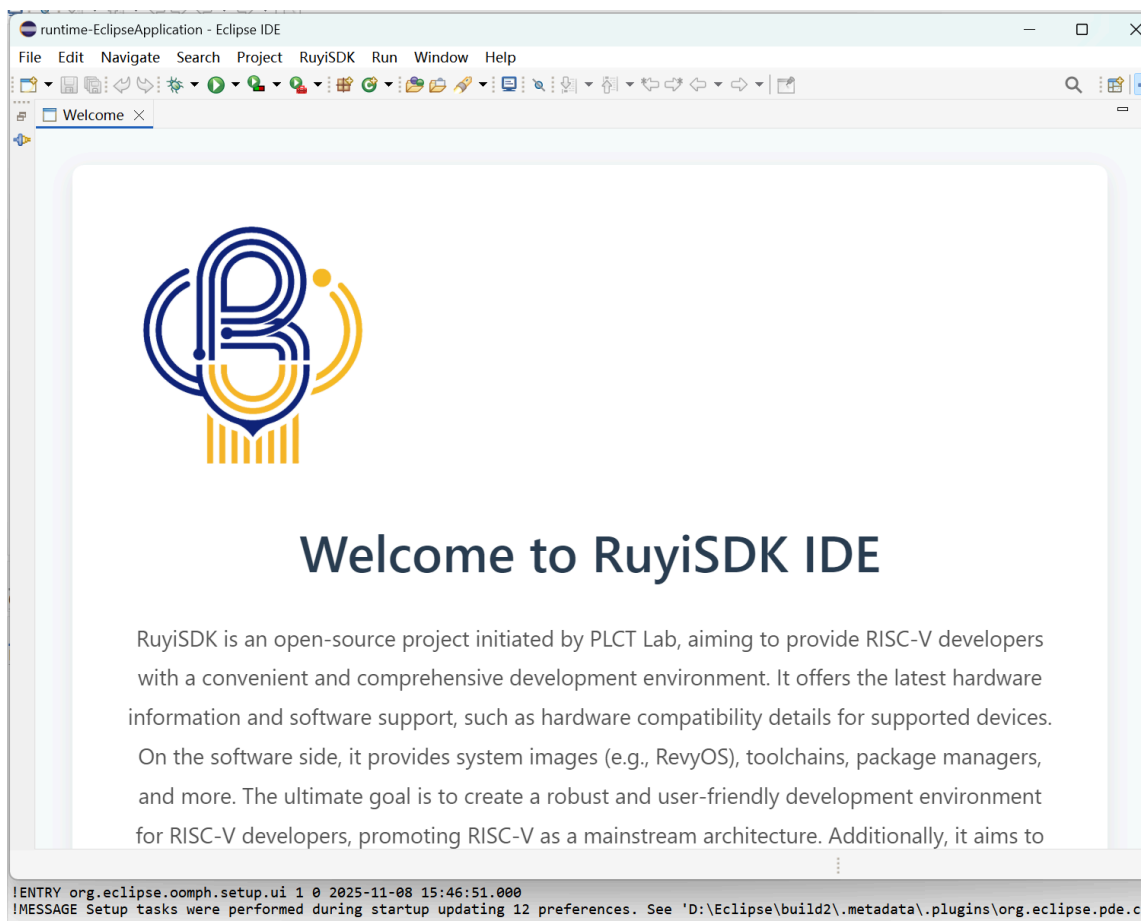 runtime-EclipseApplication - Eclipse IDE
File Edit Navigate Search Project RuyiSDK Run Window Help
Welcome
Welcome to RuyiSDK IDE
RuyiSDK is an open-source project initiated by PLCT Lab, aiming to provide RISC-V developers
with a convenient and comprehensive development environment. It offers the latest hardware
information and software support, such as hardware compatibility details for supported devices.
On the software side, it provides system images (e.g., RevyOS), toolchains, package managers,
and more. The ultimate goal is to create a robust and user-friendly development environment
for RISC-V developers, promoting RISC-V as a mainstream architecture. Additionally, it aims to
!ENTRY org.eclipse.oomph.setup.ui 1 0 2025-11-08 15:46:51.000
!MESSAGE Setup tasks were performed during startup updating 12 preferences. See 'D:\Eclipse\build2\.metadata\.plugins\org.eclipse.pde.c